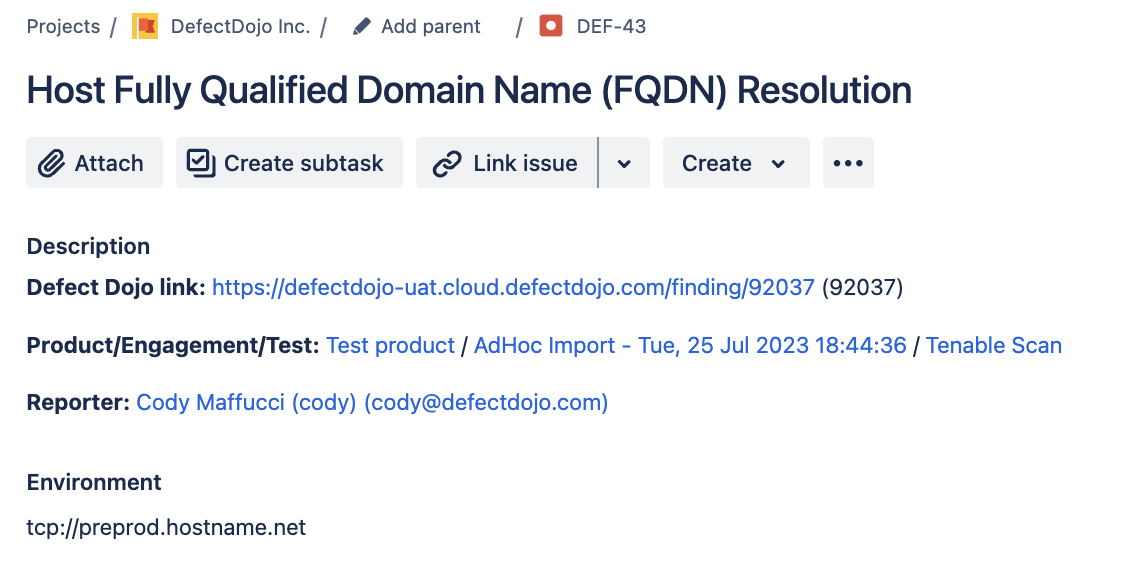 Projects / DefectDojo Inc. / Add parent / DEF-43
Host Fully Qualified Domain Name (FQDN) Resolution
Attach Create subtask Link issue Create
Description
Defect Dojo link: https://defectdojo-uat.cloud.defectdojo.com/finding/92037 (92037)
Product/Engagement/Test: Test product / AdHoc Import - Tue, 25 Jul 2023 18:44:36 / Tenable Scan
Reporter: Cody Maffucci (cody) (cody@defectdojo.com)
Environment
tcp://preprod.hostname.net